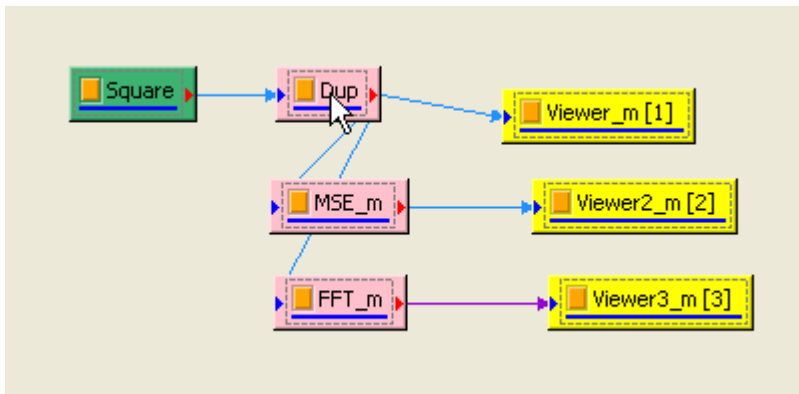 Square
Dup
Viewer_m [1]
MSE_m
Viewer2_m [2]
FFT_m
Viewer3_m [3]